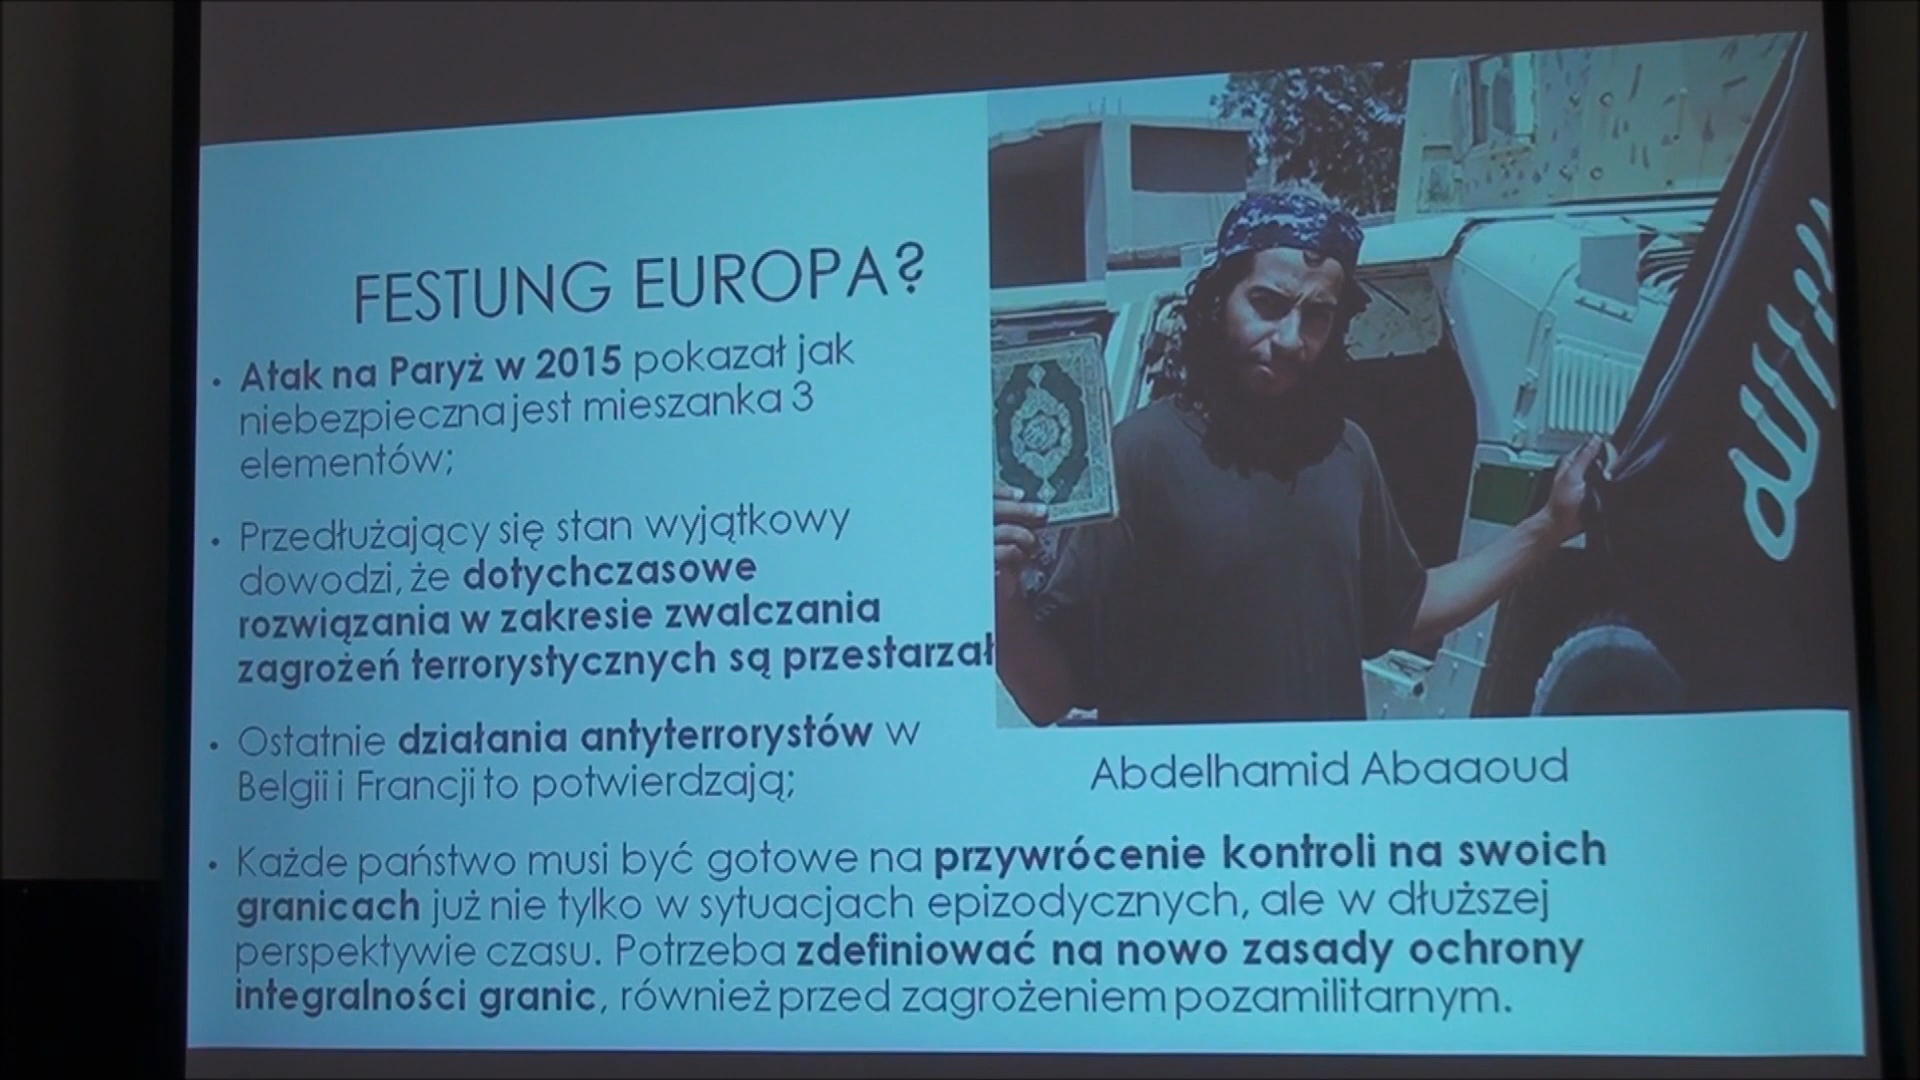 FESTUNG EUROPA?
• Atak na Paryż w 2015 pokazał jak
niebezpieczna jest mieszanka 3
elementów;
• Przedłużający się stan wyjątkowy
dowodzi, że dotychczasowe
rozwiązania w zakresie zwalczania
zagrożeń terrorystycznych są przestarzał
• Ostatnie działania antyterrorystów w
Belgii i Francji to potwierdzają;
Abdelhamid Abaaoud
• Każde państwo musi być gotowe na przywrócenie kontroli na swoich
granicach już nie tylko w sytuacjach epizodycznych, ale w dłuższej
perspektywie czasu. Potrzeba zdefiniować na nowo zasady ochrony
integralności granic, również przed zagrożeniem pozamilitarnym.